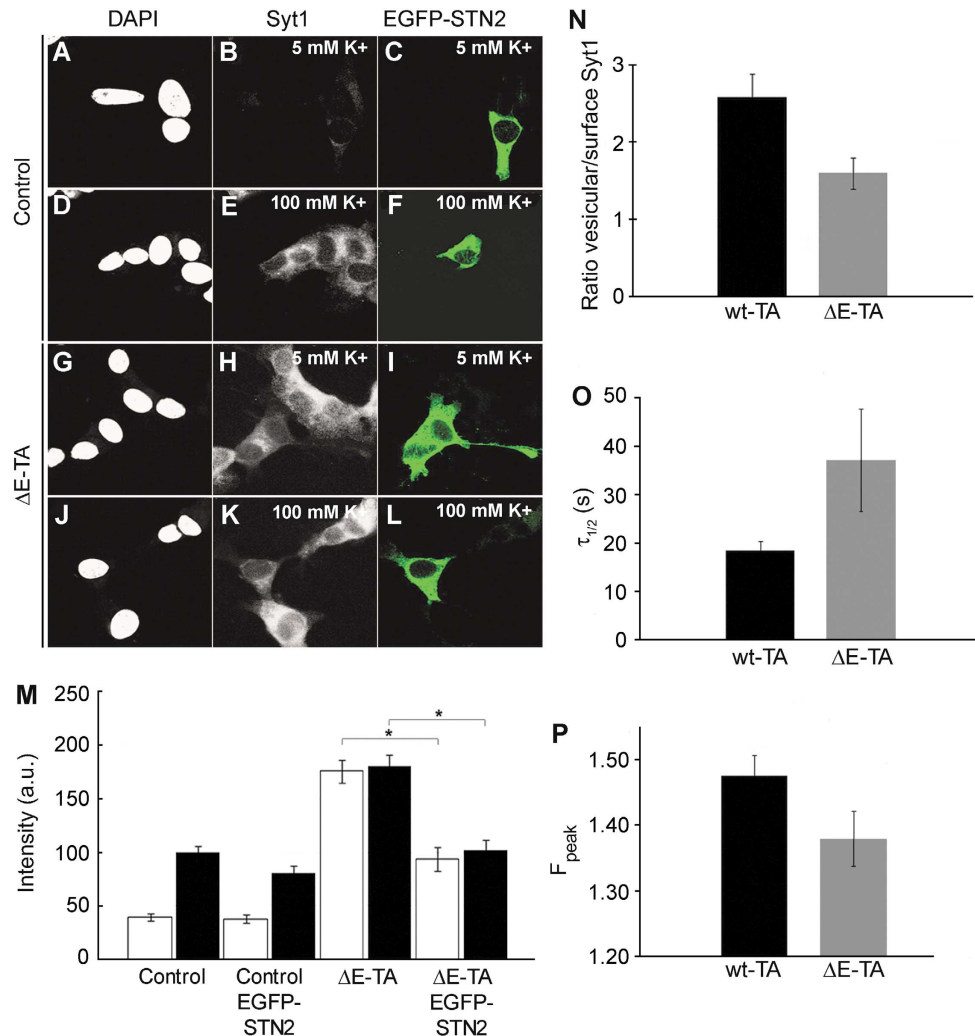 DAPI Syt1 EGFP-STN2
Control
A B 5 mM K+ C 5 mM K+
D E 100 mM K+ F 100 mM K+
ΔE-TA
G H 5 mM K+ I 5 mM K+
J K 100 mM K+ L 100 mM K+
M
Intensity (a.u.)
250
200
150
100
50
0
* *
Control Control EGFP-STN2 ΔE-TA ΔE-TA EGFP-STN2
N
Ratio vesicular/surface Syt1
3
2
1
0
wt-TA ΔE-TA
O
τ1/2 (s)
50
40
30
20
10
0
wt-TA ΔE-TA
P
Fpeak
1.50
1.40
1.30
1.20
wt-TA ΔE-TA